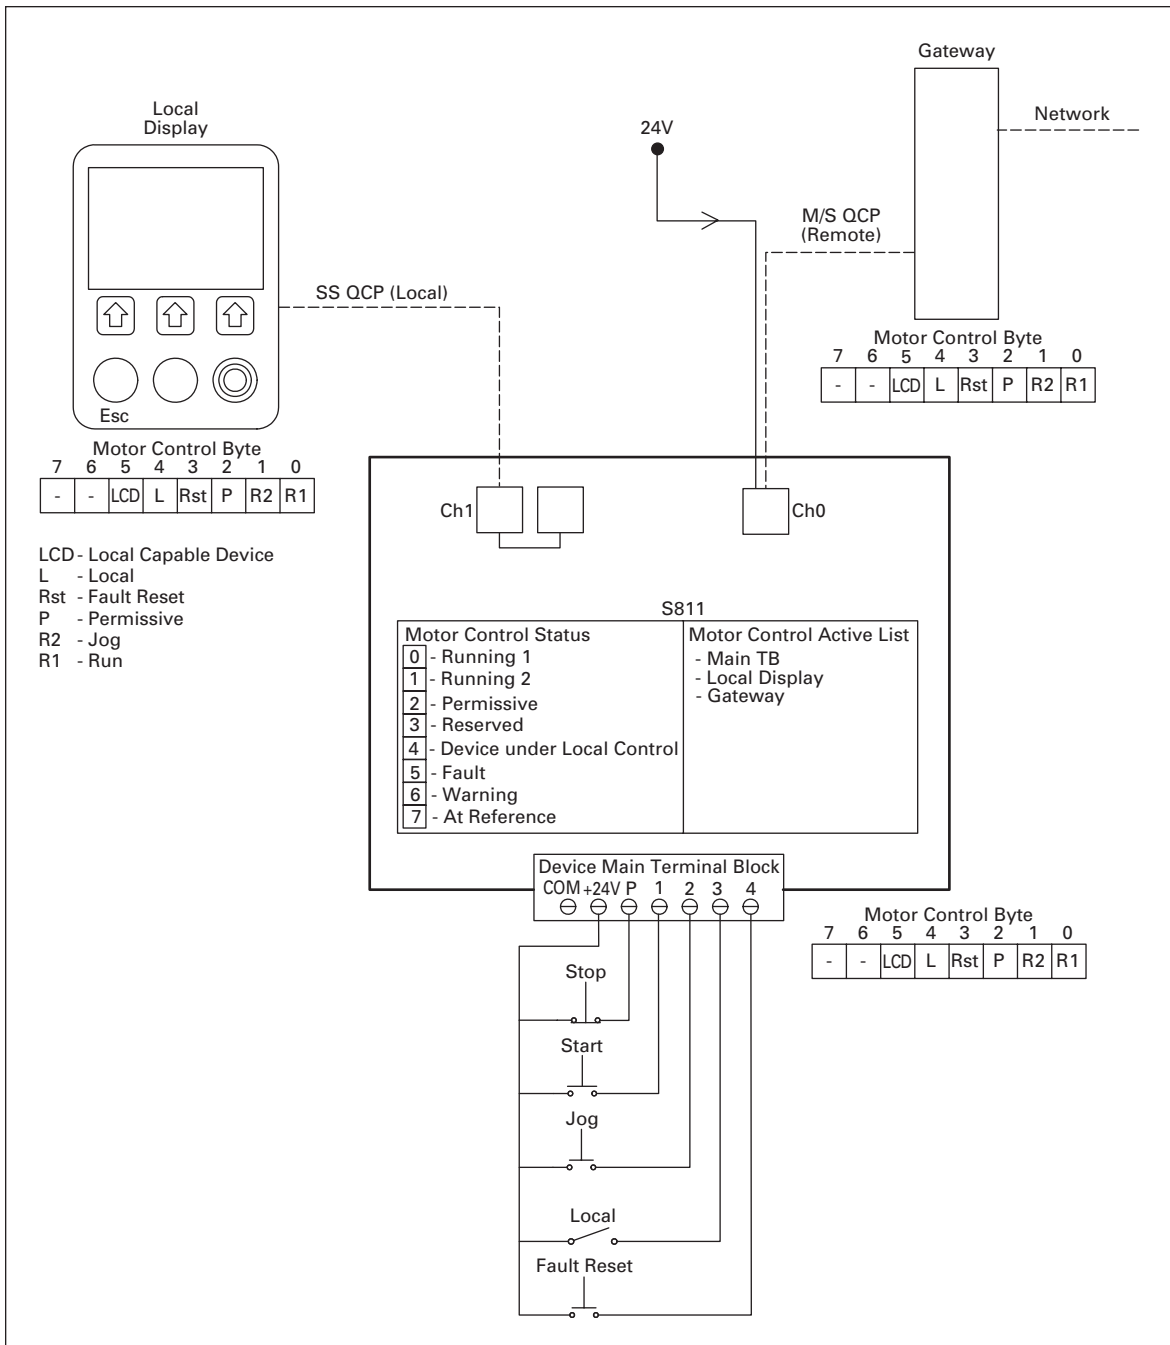 Gateway
Network
Local
Display
24V
M/S QCP
(Remote)
SS QCP (Local)
Motor Control Byte
7 6 5 4 3 2 1 0
- - LCD L Rst P R2 R1
Esc
Motor Control Byte
7 6 5 4 3 2 1 0
- - LCD L Rst P R2 R1
LCD - Local Capable Device
L - Local
Rst - Fault Reset
P - Permissive
R2 - Jog
R1 - Run
Ch1
Ch0
S811
Motor Control Status
0 - Running 1
1 - Running 2
2 - Permissive
3 - Reserved
4 - Device under Local Control
5 - Fault
6 - Warning
7 - At Reference
Motor Control Active List
- Main TB
- Local Display
- Gateway
Device Main Terminal Block
COM +24V P 1 2 3 4
Motor Control Byte
7 6 5 4 3 2 1 0
- - LCD L Rst P R2 R1
Stop
Start
Jog
Local
Fault Reset